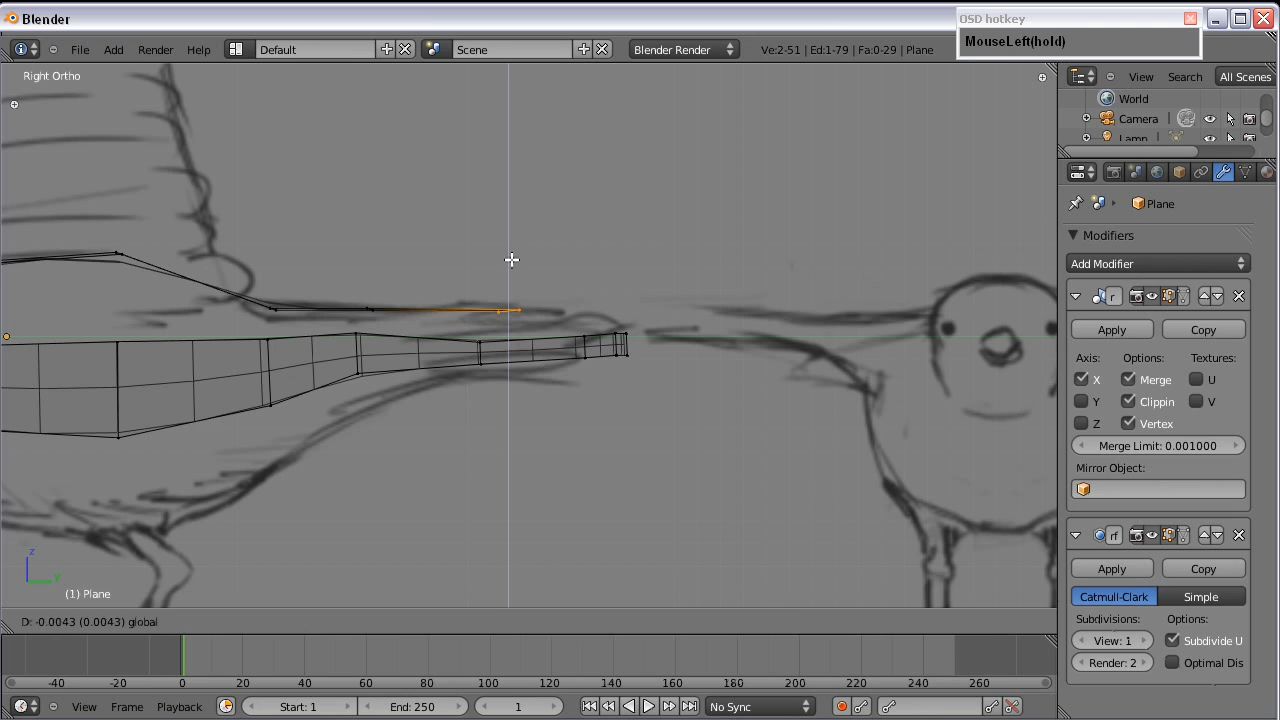 Blender
OSD hotkey
MouseLeft(hold)
File Add Render Help Default Scene Blender Render Ve:2-51 | Ed:1-79 | Fa:0-29 | Plane
Right Ortho
View Search All Scenes
World
Camera
Lamp
Plane
Modifiers
Add Modifier
r
Apply Copy
Axis: Options: Textures:
X Merge U
Y Clippin V
Z Vertex
Merge Limit: 0.001000
Mirror Object:
rf
Apply Copy
Catmull-Clark Simple
Subdivisions: Options:
View: 1 Subdivide U
Render: 2 Optimal Dis
z
Y
(1) Plane
D: -0.0043 (0.0043) global
-40 -20 0 20 40 60 80 100 120 140 160 180 200 220 240 260
View Frame Playback Start: 1 End: 250 1 No Sync